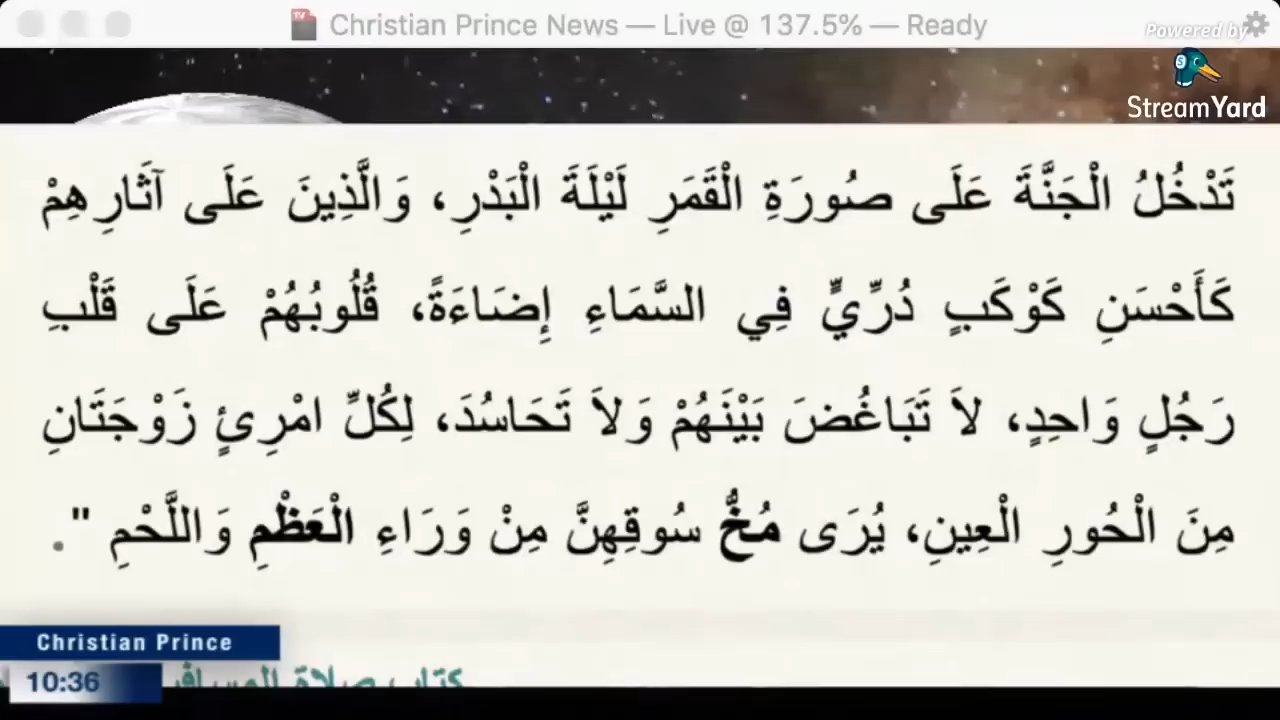 Christian Prince News — Live @ 137.5% — Ready
Powered by
StreamYard
تَدْخُلُ الْجَنَّةَ عَلَى صُورَةِ الْقَمَرِ لَيْلَةَ الْبَدْرِ، وَالَّذِينَ عَلَى آثَارِهِمْ
كَأَحْسَنِ كَوْكَبٍ دُرِّيٍّ فِي السَّمَاءِ إِضَاءَةً، قُلُوبُهُمْ عَلَى قَلْبِ
رَجُلٍ وَاحِدٍ، لاَ تَبَاغُضَ بَيْنَهُمْ وَلاَ تَحَاسُدَ، لِكُلِّ امْرِئٍ زَوْجَتَانِ
مِنَ الْحُورِ الْعِينِ، يُرَى مُخُّ سُوقِهِنَّ مِنْ وَرَاءِ الْعَظْمِ وَاللَّحْمِ ‏"‏ ‏.‏
Christian Prince
10:36
كتاب صلاة